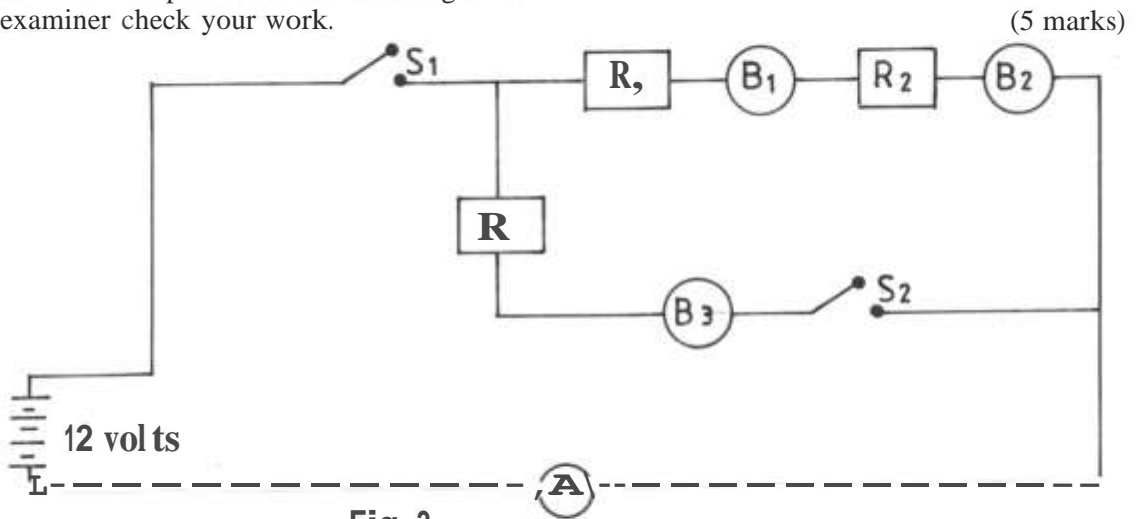 examiner check your work. (5 marks)
S1
R,
B1
R2
B2
R
B3
S2
12 volts
A